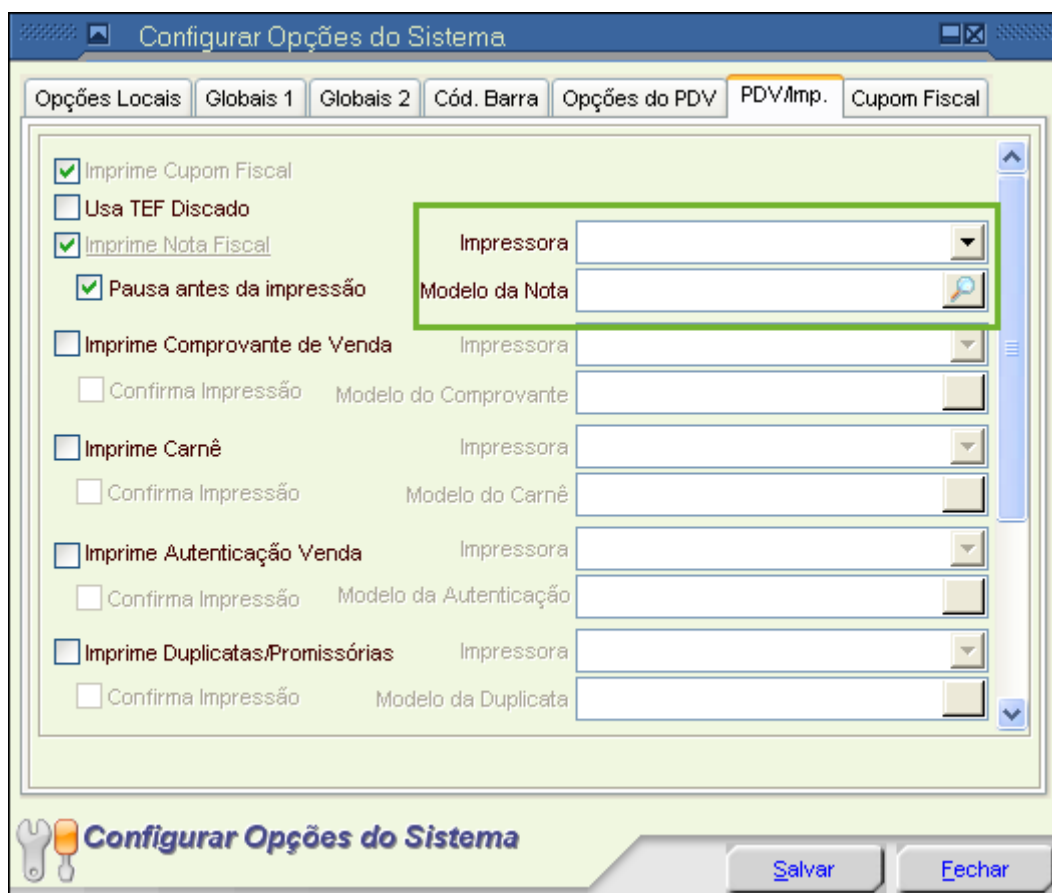 Configurar Opções do Sistema
Opções Locais Globais 1 Globais 2 Cód. Barra Opções do PDV PDV/Imp. Cupom Fiscal
Imprime Cupom Fiscal
Usa TEF Discado
Imprime Nota Fiscal Impressora
Pausa antes da impressão Modelo da Nota
Imprime Comprovante de Venda Impressora
Confirma Impressão Modelo do Comprovante
Imprime Carnê Impressora
Confirma Impressão Modelo do Carnê
Imprime Autenticação Venda Impressora
Confirma Impressão Modelo da Autenticação
Imprime Duplicatas/Promissórias Impressora
Confirma Impressão Modelo da Duplicata
Configurar Opções do Sistema
Salvar Fechar